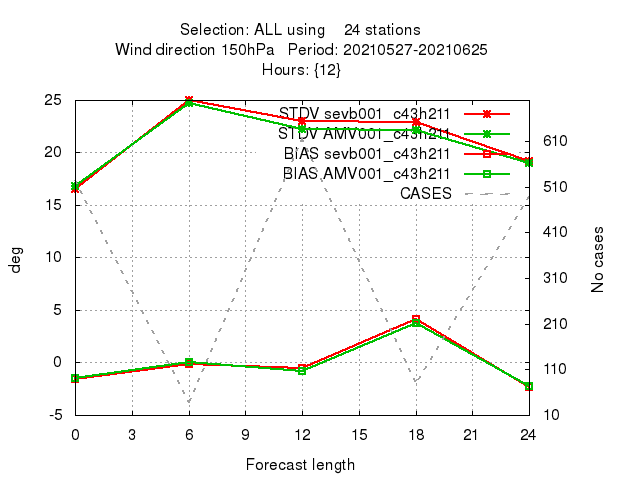 Selection: ALL using 24 stations
Wind direction 150hPa Period: 20210527-20210625
Hours: {12}
STDV sevb001_c43h211
STDV AMV001_c43h211
BIAS sevb001_c43h211
BIAS AMV001_c43h211
CASES
25
20
15
10
5
0
-5
deg
610
510
410
310
210
110
10
No cases
0 3 6 9 12 15 18 21 24
Forecast length